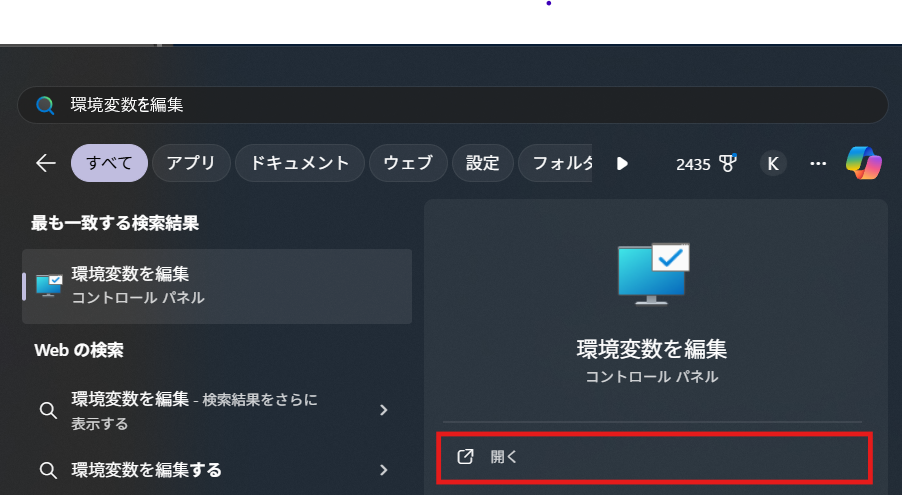 環境変数を編集
すべて
アプリ
ドキュメント
ウェブ
設定
2435
K
最も一致する検索結果
環境変数を編集
コントロール パネル
Web の検索
環境変数を編集 - 検索結果をさらに
表示する
環境変数を編集する
環境変数を編集
コントロール パネル
開く